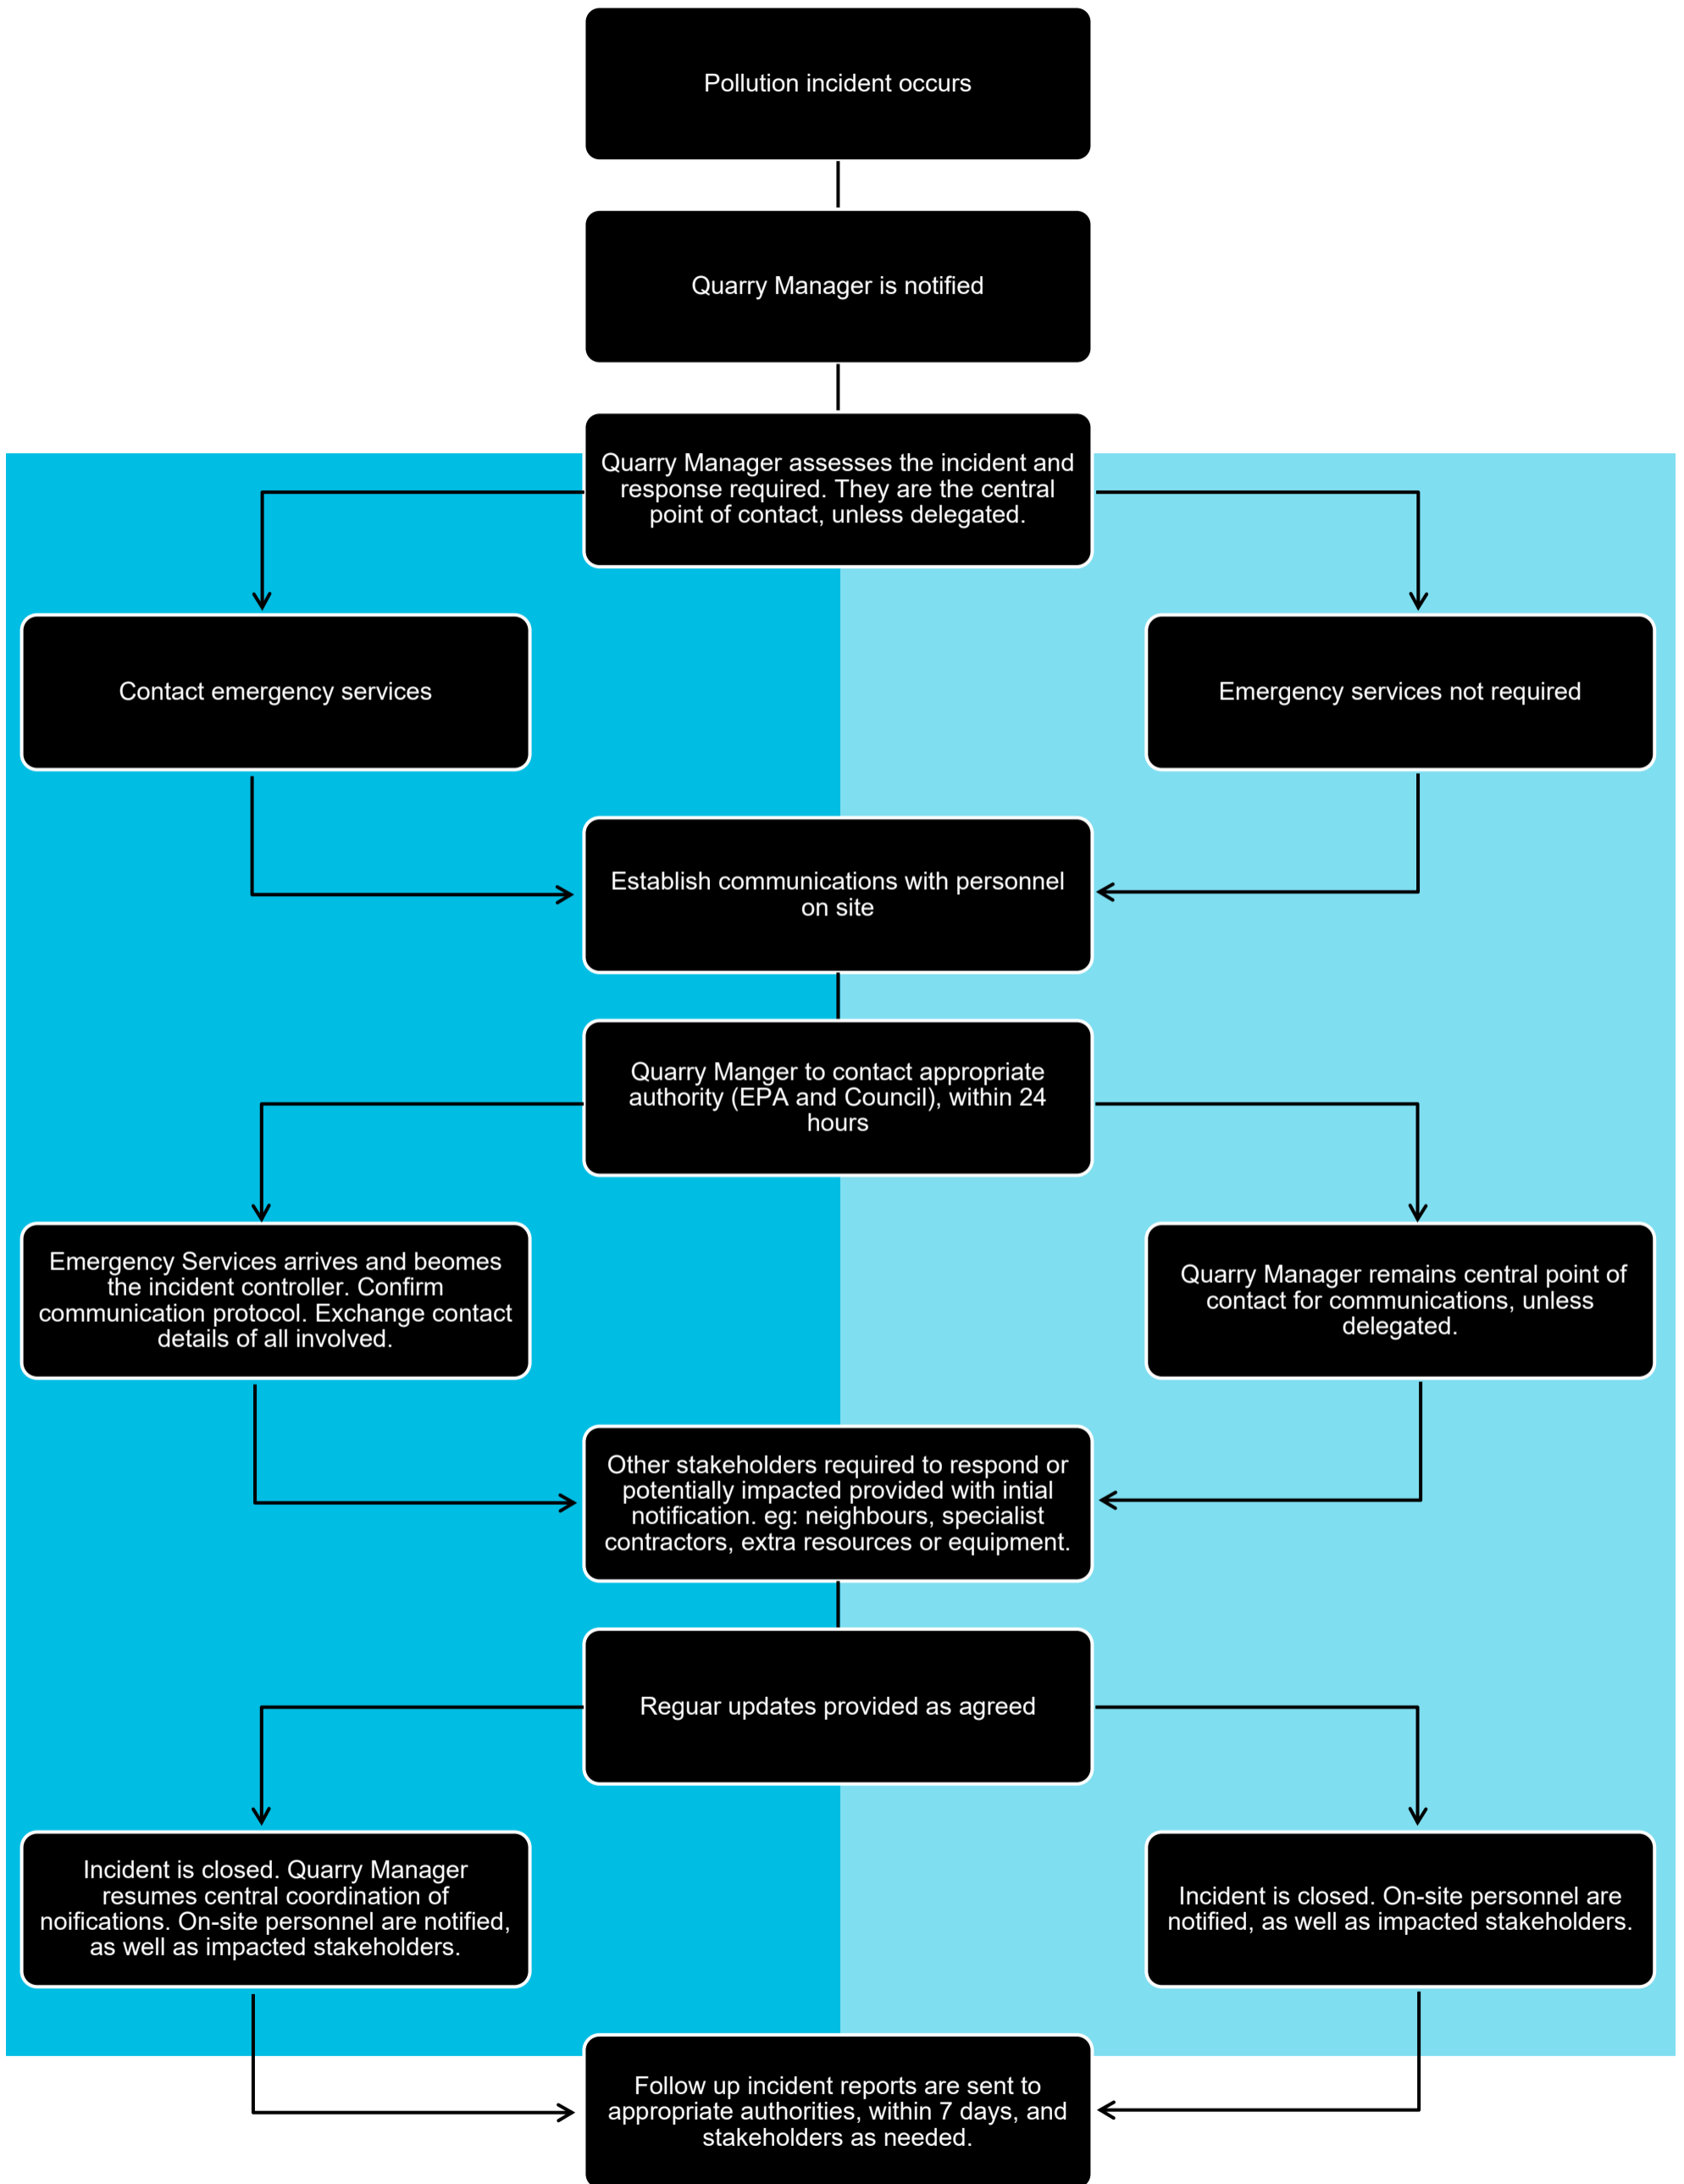 Pollution incident occurs
Quarry Manager is notified
Quarry Manager assesses the incident and
response required. They are the central
point of contact, unless delegated.
Contact emergency services
Emergency services not required
Establish communications with personnel
on site
Quarry Manger to contact appropriate
authority (EPA and Council), within 24
hours
Emergency Services arrives and beomes
the incident controller. Confirm
communication protocol. Exchange contact
details of all involved.
Quarry Manager remains central point of
contact for communications, unless
delegated.
Other stakeholders required to respond or
potentially impacted provided with intial
notification. eg: neighbours, specialist
contractors, extra resources or equipment.
Reguar updates provided as agreed
Incident is closed. Quarry Manager
resumes central coordination of
noifications. On-site personnel are notified,
as well as impacted stakeholders.
Incident is closed. On-site personnel are
notified, as well as impacted stakeholders.
Follow up incident reports are sent to
appropriate authorities, within 7 days, and
stakeholders as needed.